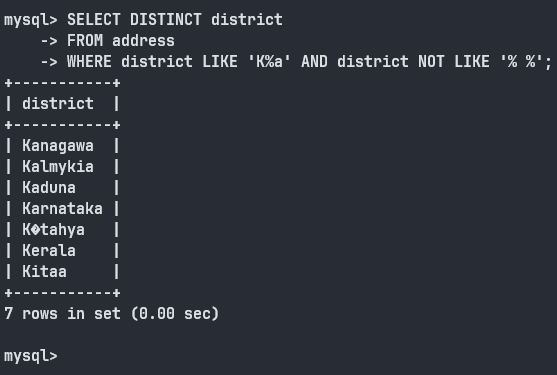 mysql> SELECT DISTINCT district
    -> FROM address
    -> WHERE district LIKE 'K%a' AND district NOT LIKE '% %';
+-----------+
| district  |
+-----------+
| Kanagawa  |
| Kalmykia  |
| Kaduna    |
| Karnataka |
| K�tahya   |
| Kerala    |
| Kitaa     |
+-----------+
7 rows in set (0.00 sec)

mysql>